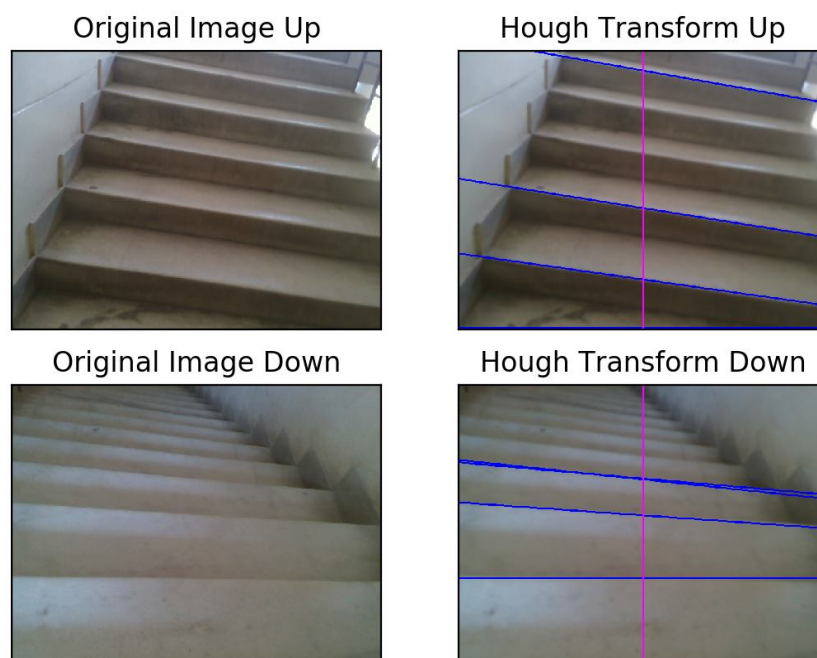 Original Image Up
Hough Transform Up
Original Image Down
Hough Transform Down